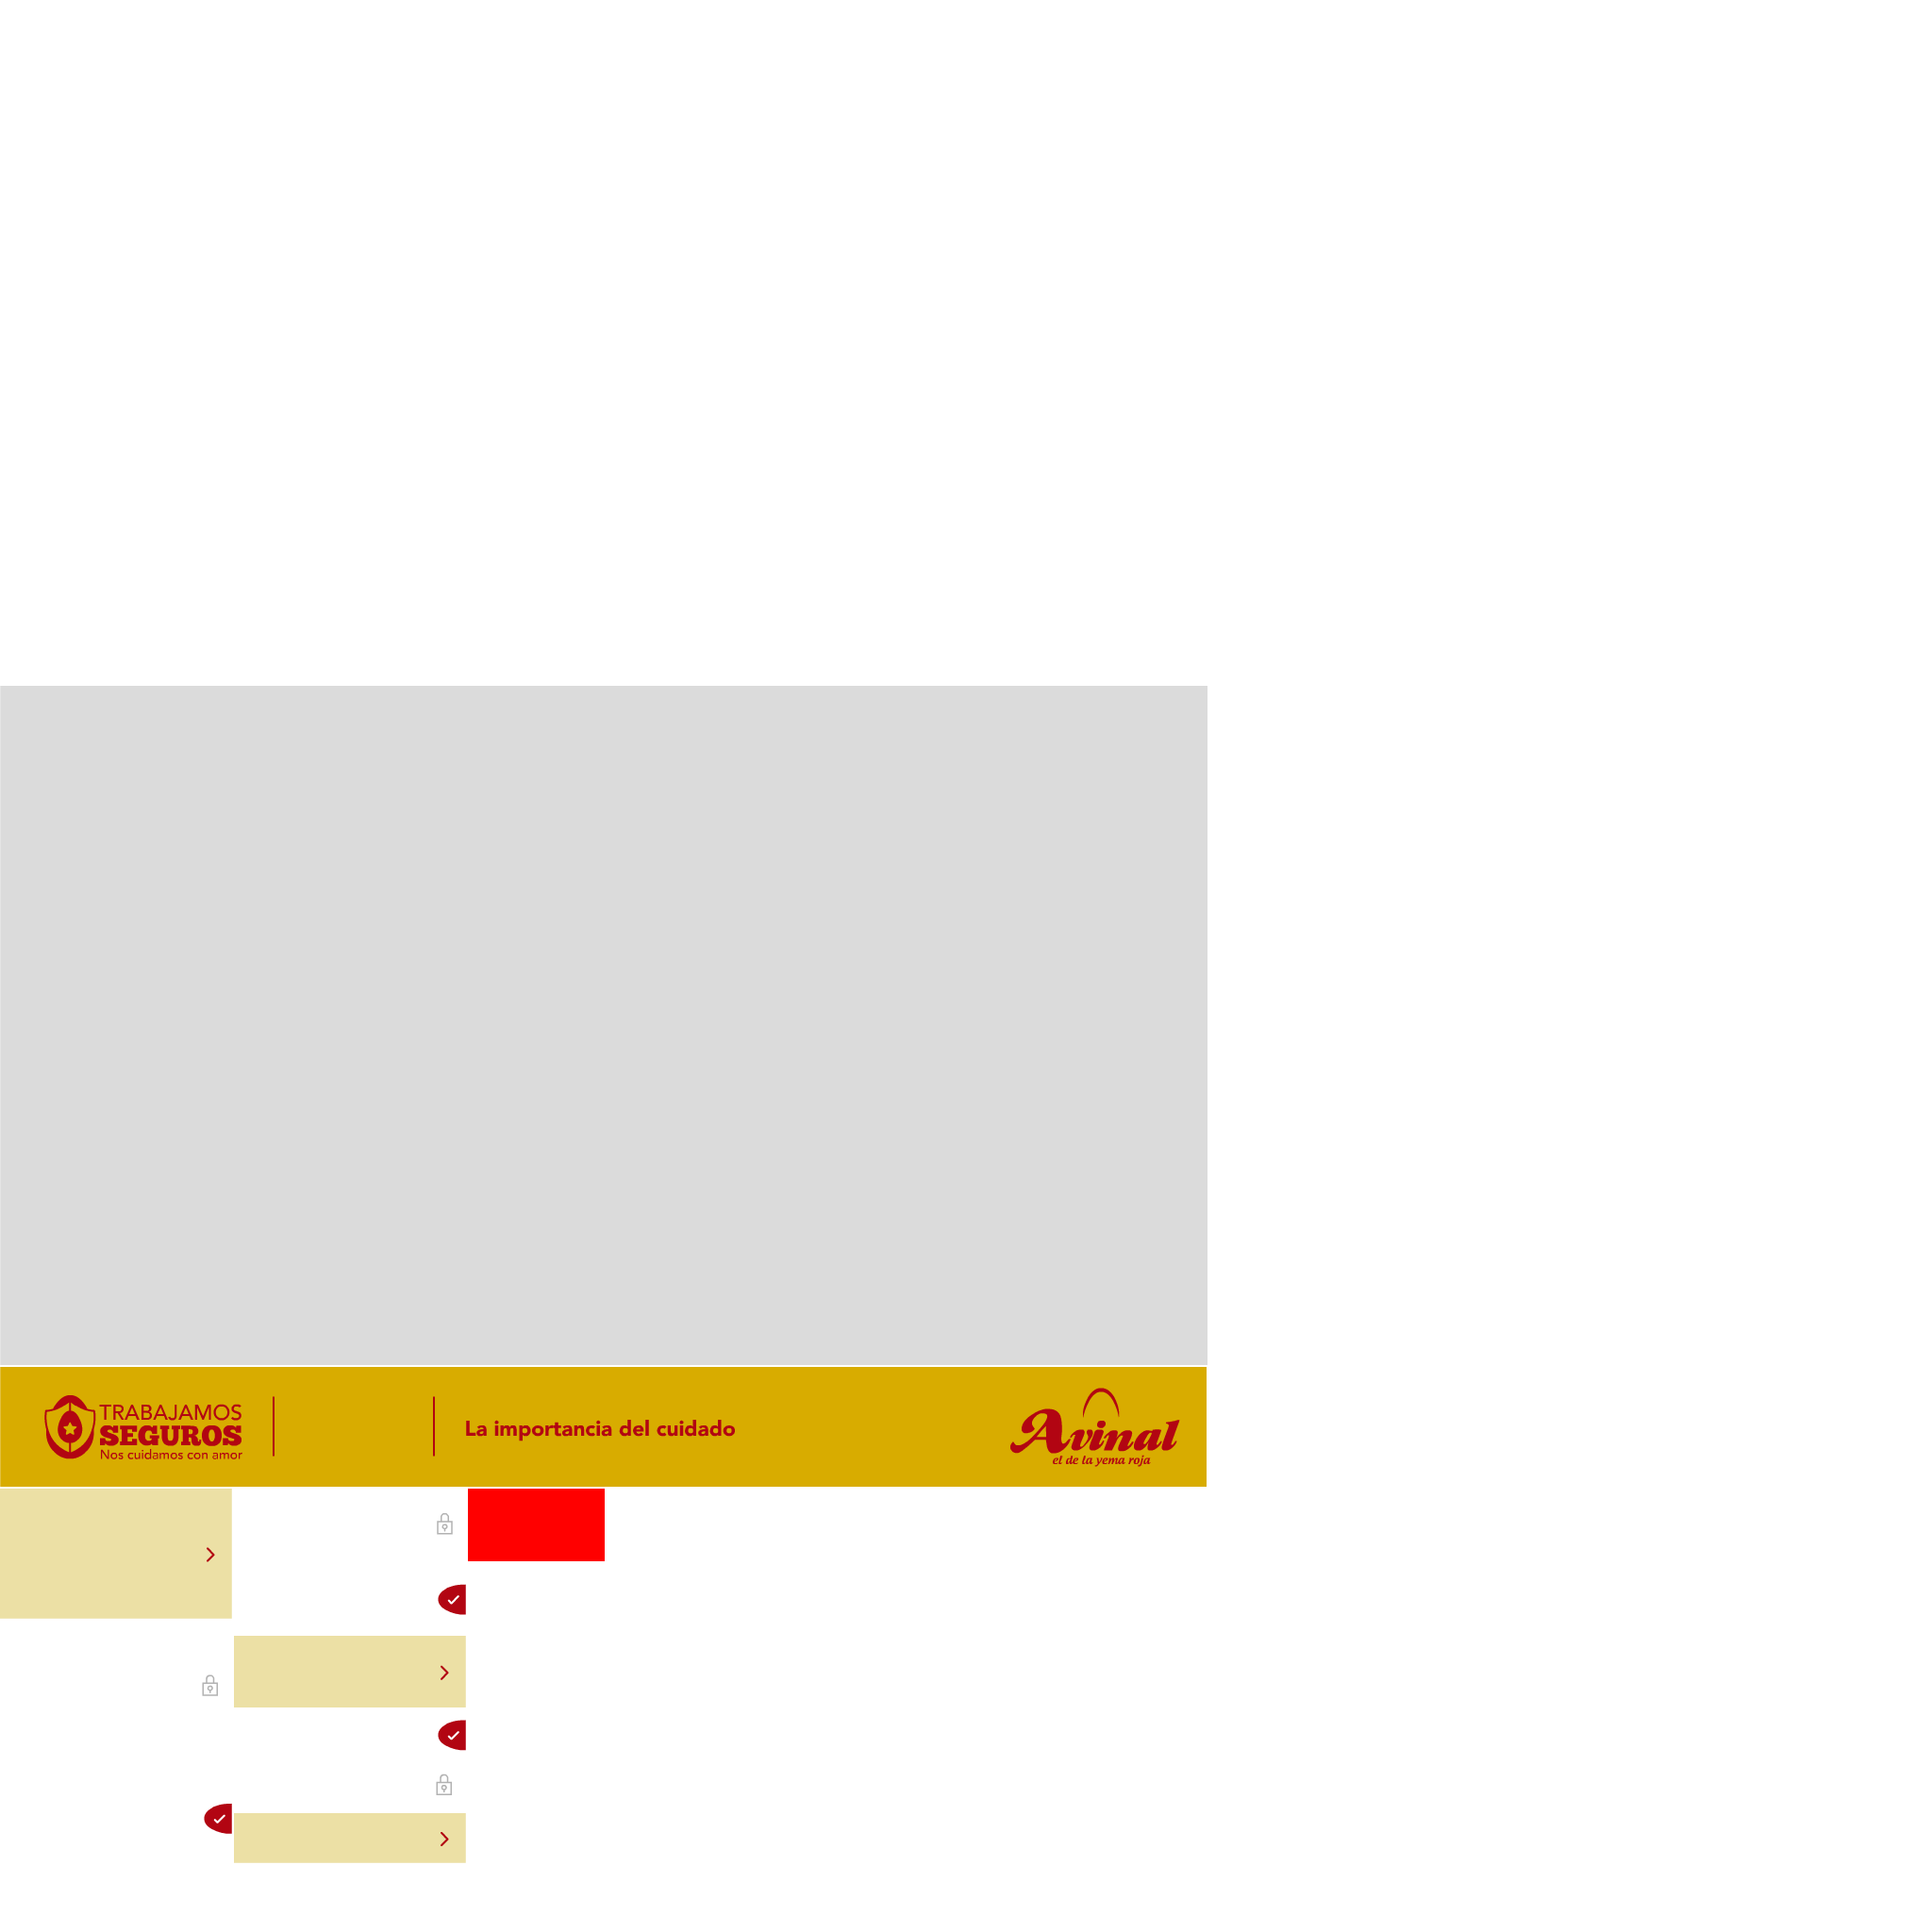 TRABAJAMOS
SEGUROS
Nos cuidamos con amor
La importancia del cuidado
Avinal
el de la yema roja